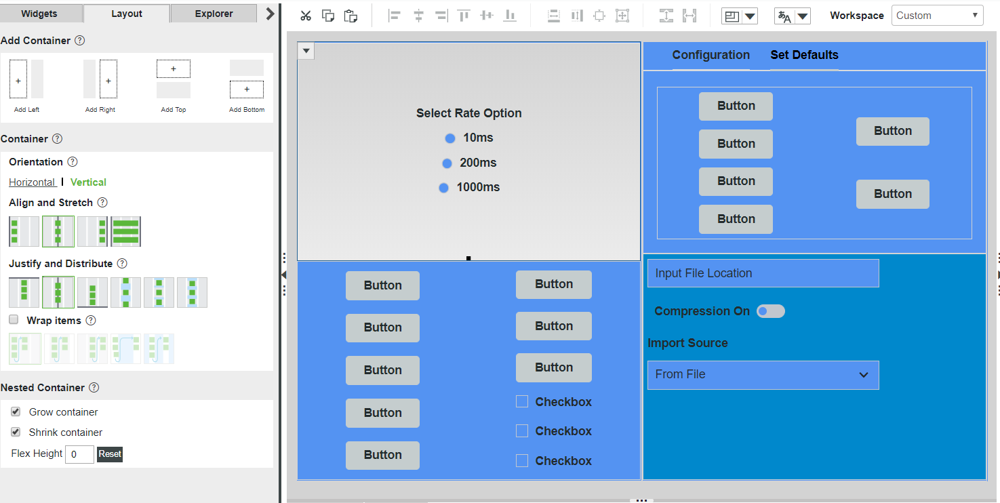 Widgets
Layout
Explorer
Workspace
Custom
Add Container ?
+
+
+
+
Add Left
Add Right
Add Top
Add Bottom
Container ?
Orientation ?
Horizontal
Vertical
Align and Stretch ?
Justify and Distribute ?
Wrap items ?
Nested Container ?
Grow container
Shrink container
Flex Height 0 Reset
Select Rate Option
10ms
200ms
1000ms
Configuration
Set Defaults
Button
Button
Button
Button
Button
Button
Button
Button
Button
Button
Button
Button
Button
Button
Checkbox
Checkbox
Checkbox
Input File Location
Compression On
Import Source
From File